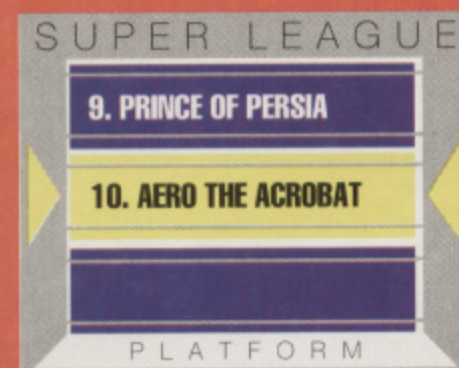 SUPER LEAGUE
9. PRINCE OF PERSIA
10. AERO THE ACROBAT
PLATFORM